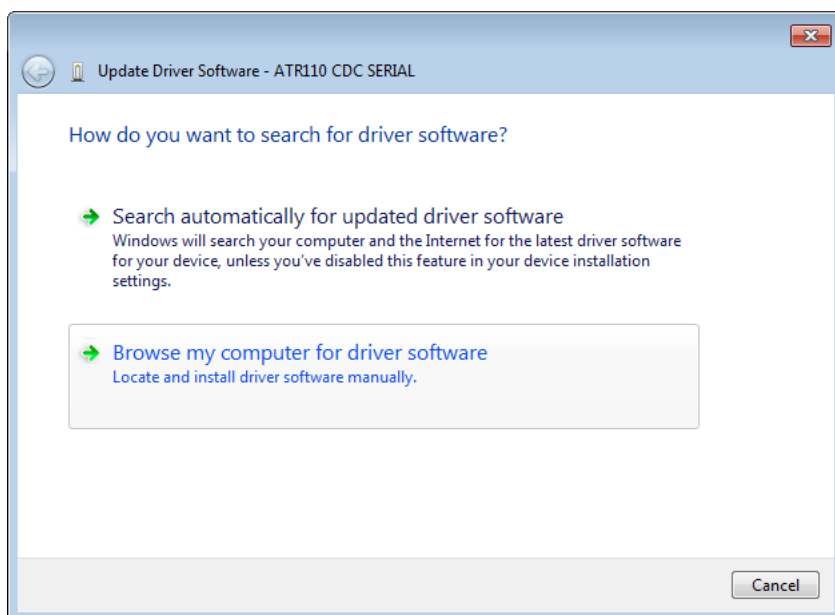 Update Driver Software - ATR110 CDC SERIAL
How do you want to search for driver software?
Search automatically for updated driver software
Windows will search your computer and the Internet for the latest driver software
for your device, unless you've disabled this feature in your device installation
settings.
Browse my computer for driver software
Locate and install driver software manually.
Cancel